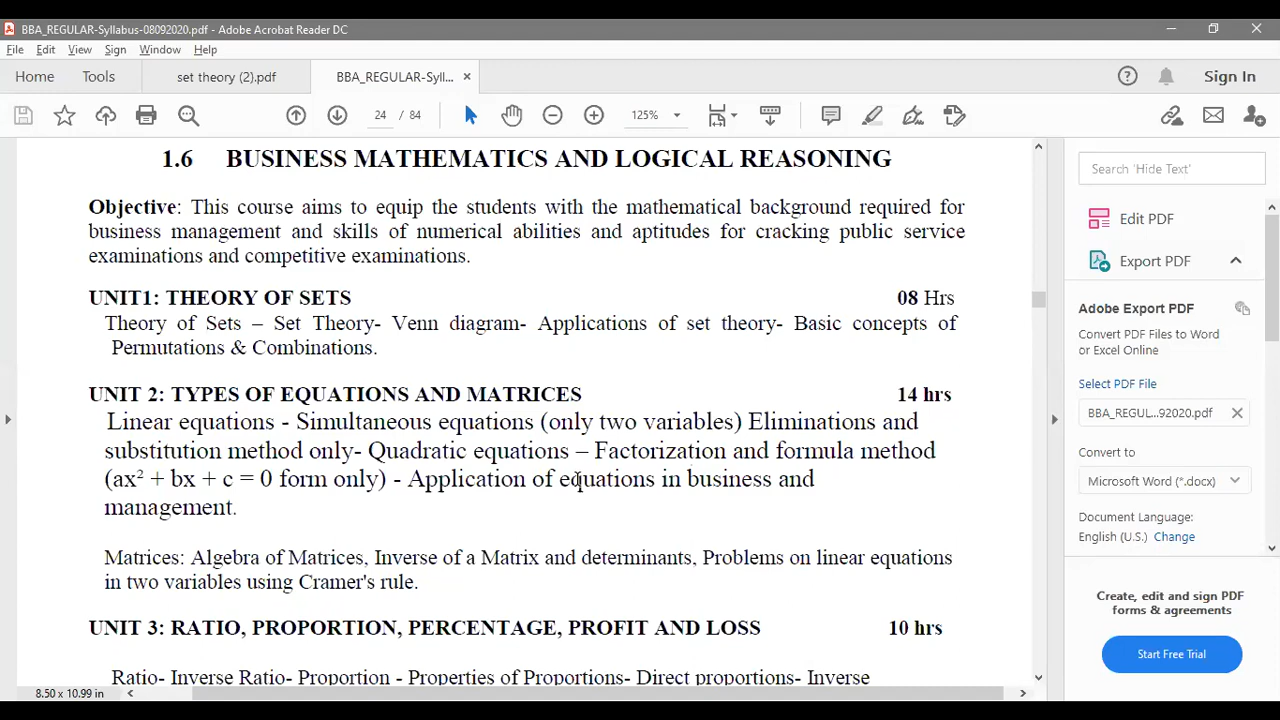 BBA_REGULAR-Syllabus-08092020.pdf - Adobe Acrobat Reader DC
File Edit View Sign Window Help
Home Tools set theory (2).pdf BBA_REGULAR-Syll... × Sign In
24 / 84 125%
1.6 BUSINESS MATHEMATICS AND LOGICAL REASONING
Objective: This course aims to equip the students with the mathematical background required for
business management and skills of numerical abilities and aptitudes for cracking public service
examinations and competitive examinations.
UNIT1: THEORY OF SETS 08 Hrs
Theory of Sets – Set Theory- Venn diagram- Applications of set theory- Basic concepts of
Permutations & Combinations.
UNIT 2: TYPES OF EQUATIONS AND MATRICES 14 hrs
Linear equations - Simultaneous equations (only two variables) Eliminations and
substitution method only- Quadratic equations – Factorization and formula method
(ax² + bx + c = 0 form only) - Application of equations in business and
management.
Matrices: Algebra of Matrices, Inverse of a Matrix and determinants, Problems on linear equations
in two variables using Cramer's rule.
UNIT 3: RATIO, PROPORTION, PERCENTAGE, PROFIT AND LOSS 10 hrs
Ratio- Inverse Ratio- Proportion - Properties of Proportions- Direct proportions- Inverse
8.50 x 10.99 in
Search 'Hide Text'
Edit PDF
Export PDF
Adobe Export PDF
Convert PDF Files to Word
or Excel Online
Select PDF File
BBA_REGUL...92020.pdf
Convert to
Microsoft Word (*.docx)
Document Language:
English (U.S.) Change
Create, edit and sign PDF
forms & agreements
Start Free Trial